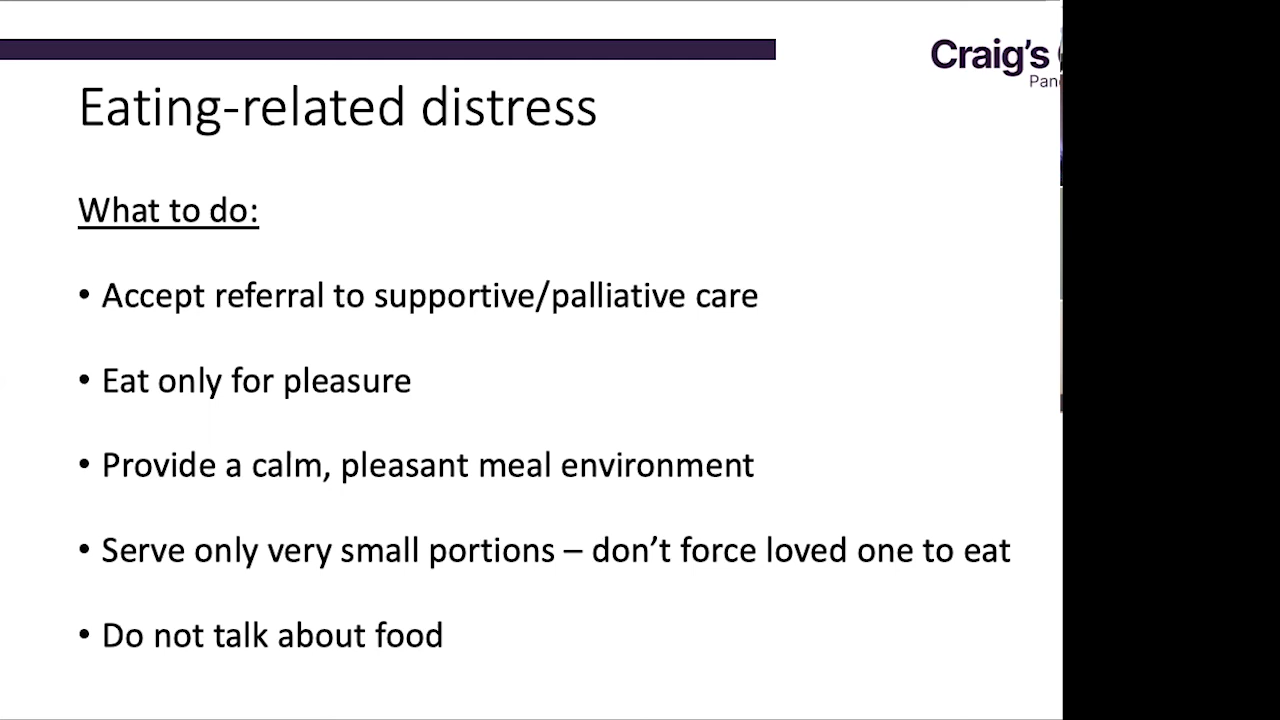 Craig's
Eating-related distress
What to do:
• Accept referral to supportive/palliative care
• Eat only for pleasure
• Provide a calm, pleasant meal environment
• Serve only very small portions – don’t force loved one to eat
• Do not talk about food